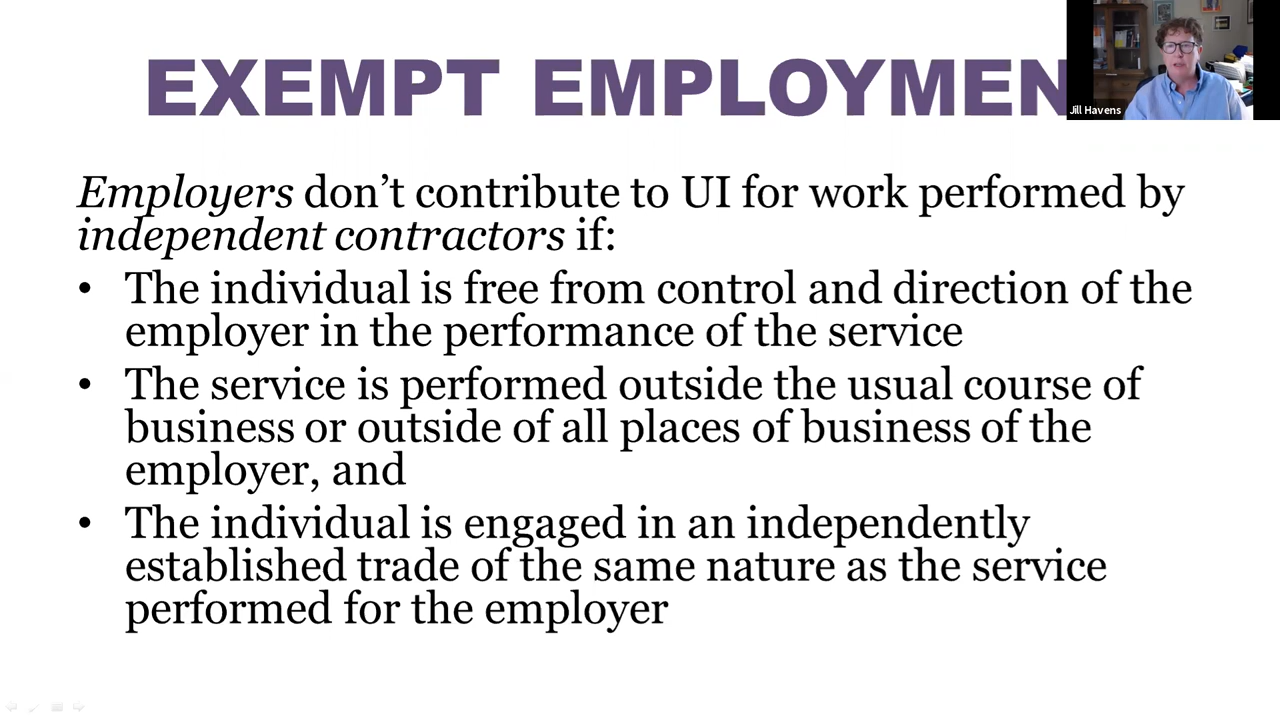 EXEMPT EMPLOYMEN
Jill Havens
Employers don’t contribute to UI for work performed by
independent contractors if:
• The individual is free from control and direction of the
employer in the performance of the service
• The service is performed outside the usual course of
business or outside of all places of business of the
employer, and
• The individual is engaged in an independently
established trade of the same nature as the service
performed for the employer